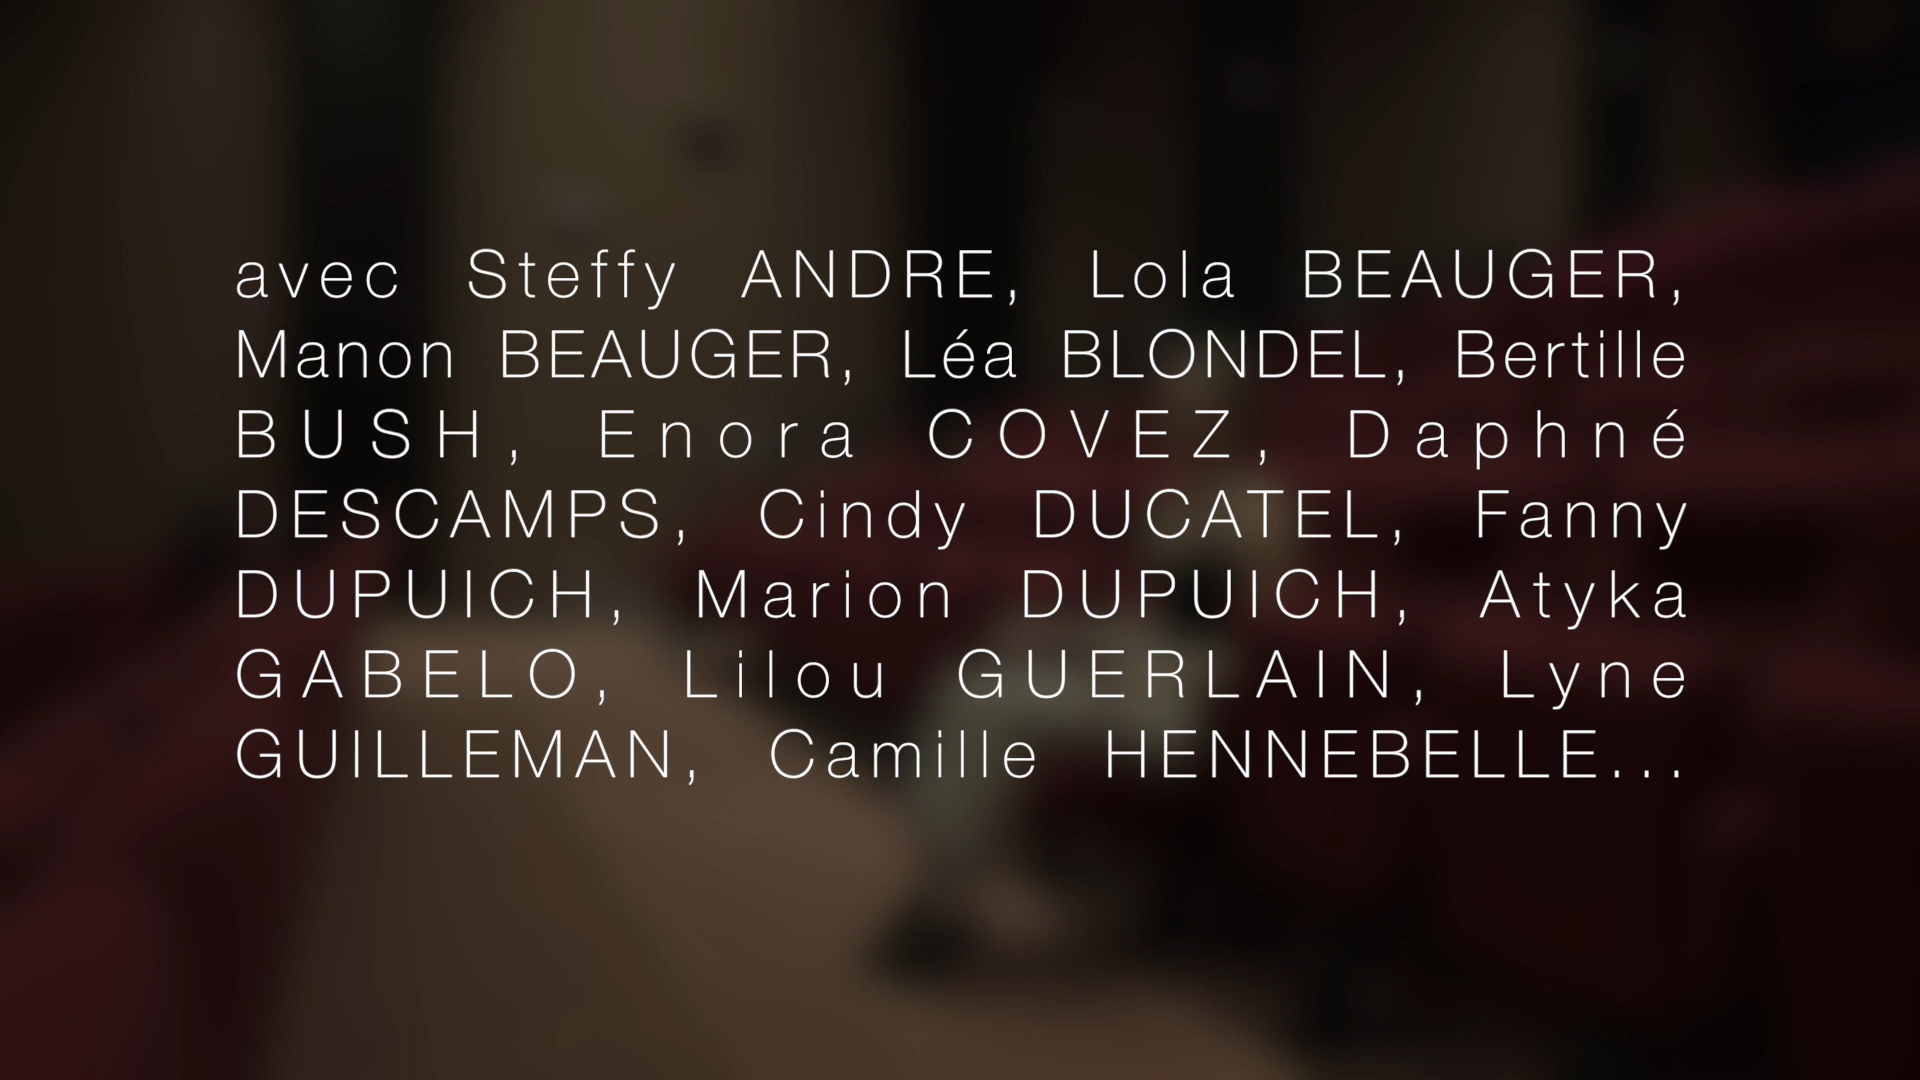 avec Steffy ANDRE, Lola BEAUGER,
Manon BEAUGER, Léa BLONDEL, Bertille
BUSH, Enora COVEZ, Daphné
DESCAMPS, Cindy DUCATEL, Fanny
DUPUICH, Marion DUPUICH, Atyka
GABELO, Lilou GUERLAIN, Lyne
GUILLEMAN, Camille HENNEBELLE...